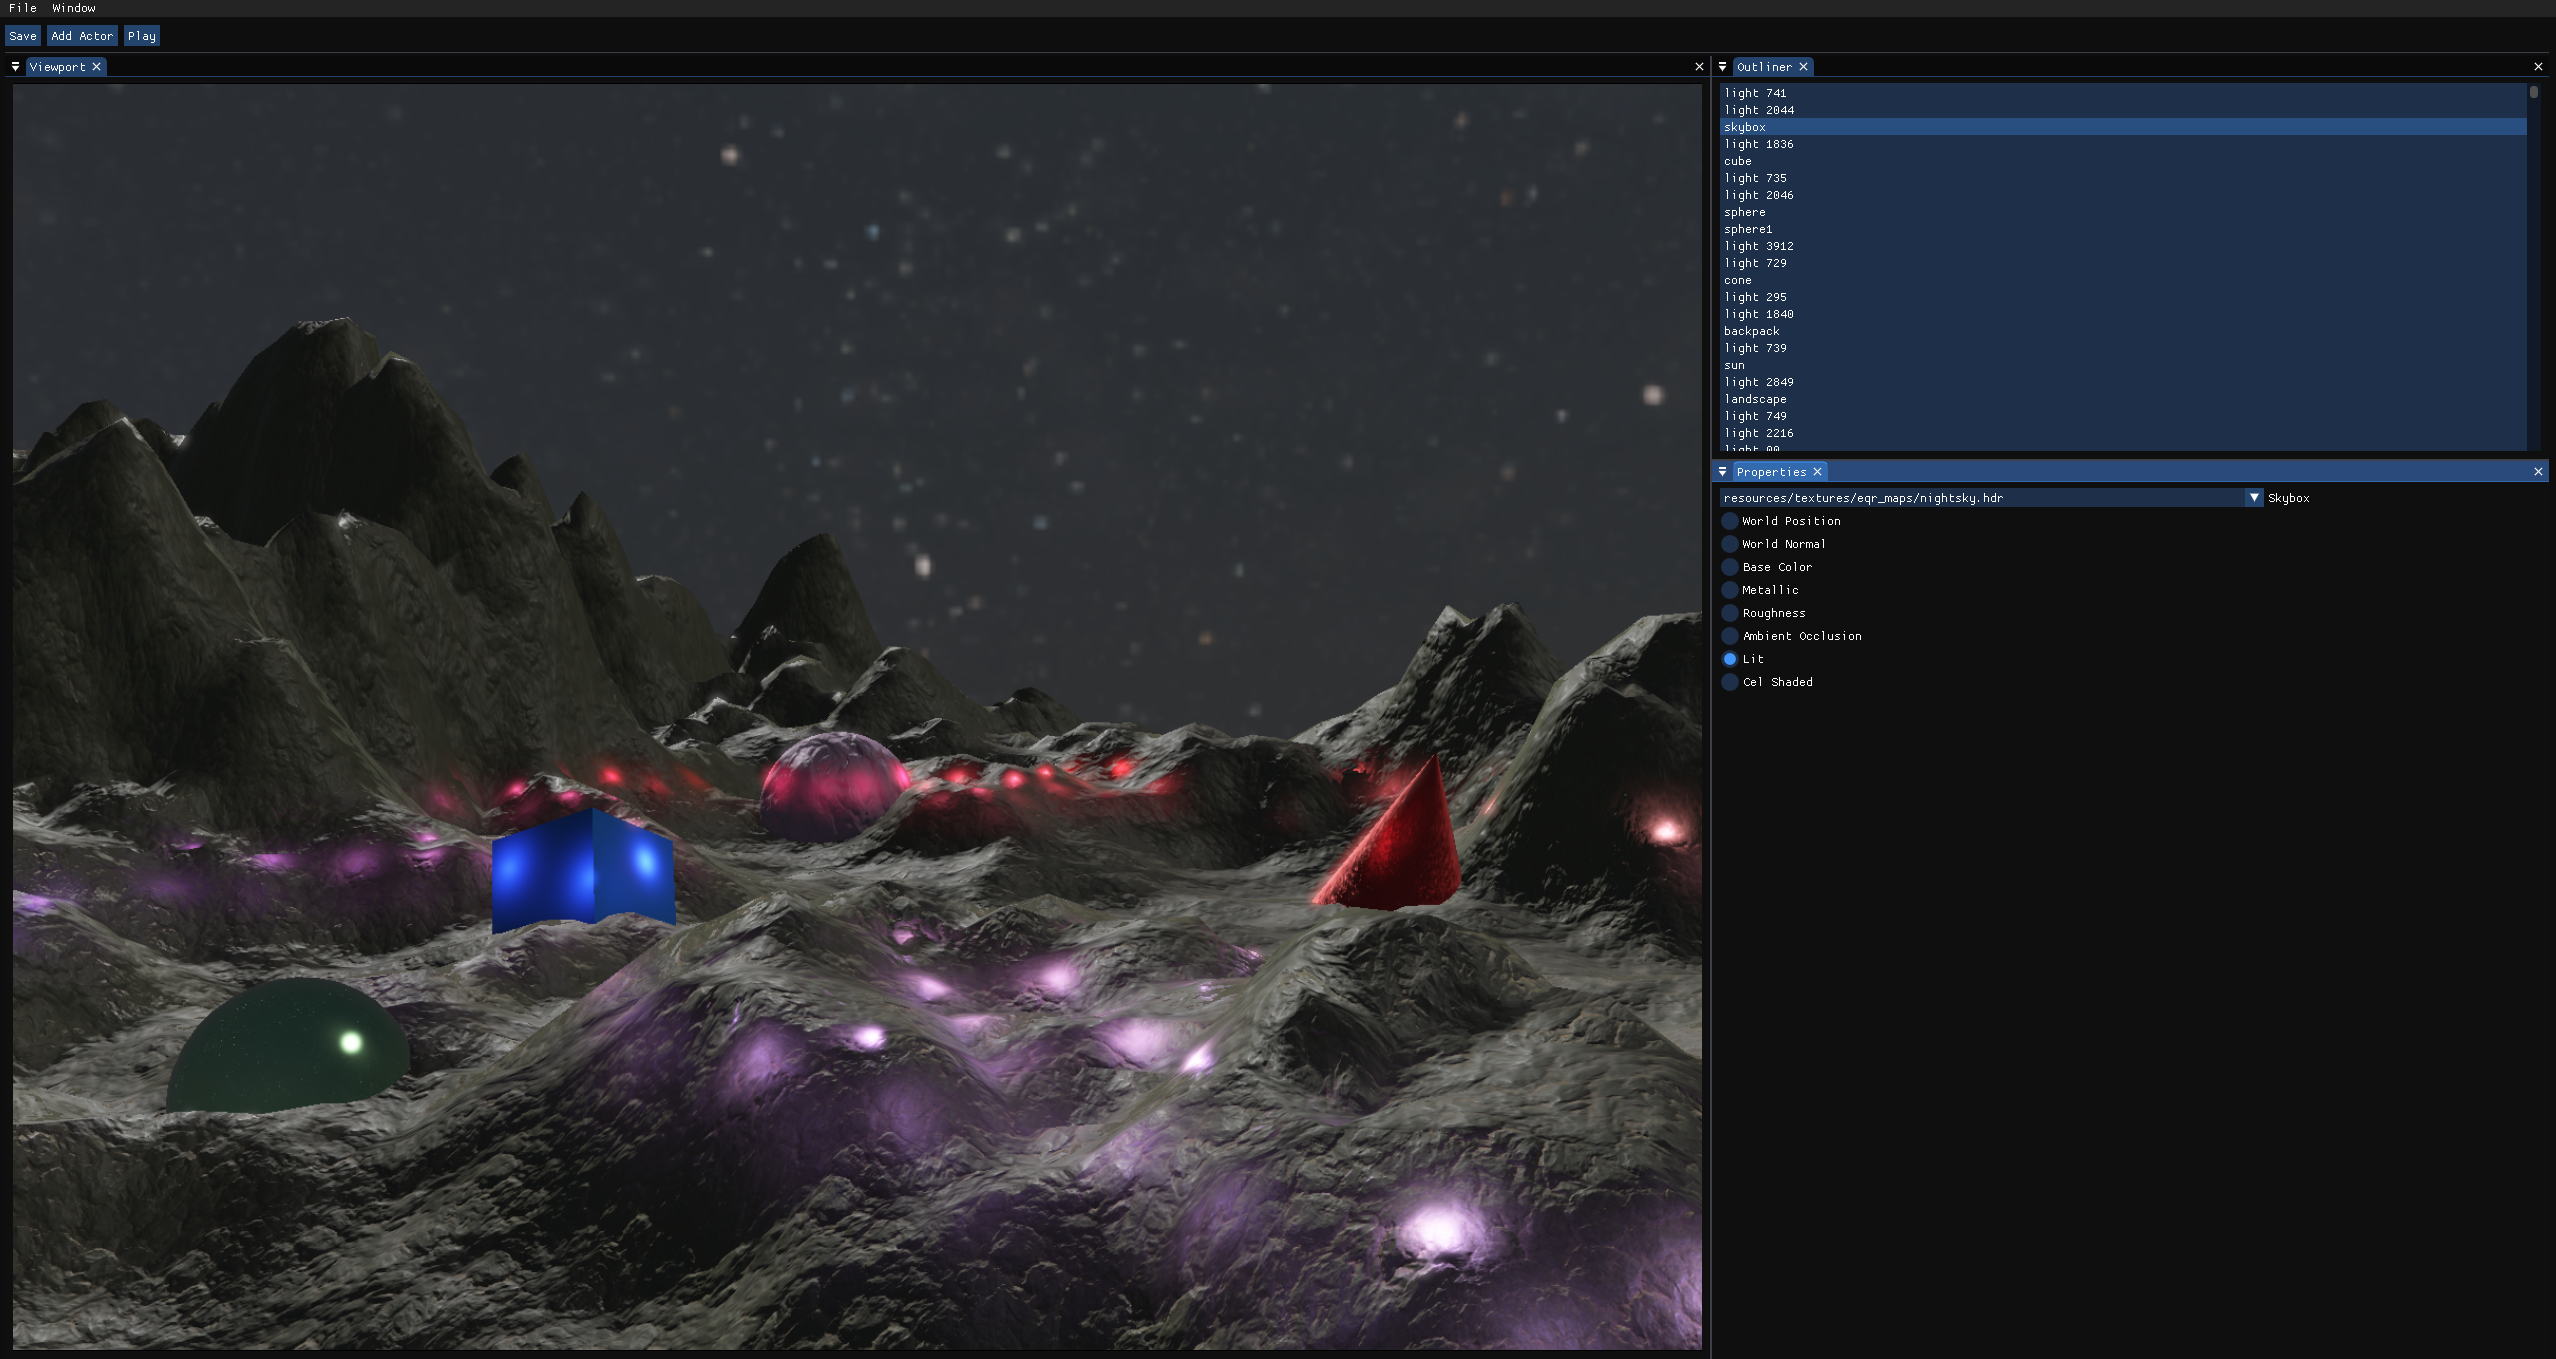 File Window
Save Add Actor Play
Viewport
Outliner
light 741
light 2044
skybox
light 1836
cube
light 735
light 2046
sphere
sphere1
light 3912
light 729
cone
light 295
light 1840
backpack
light 739
sun
light 2849
landscape
light 749
light 2216
light 00
Properties
resources/textures/eqr_maps/nightsky.hdr Skybox
World Position
World Normal
Base Color
Metallic
Roughness
Ambient Occlusion
Lit
Cel Shaded